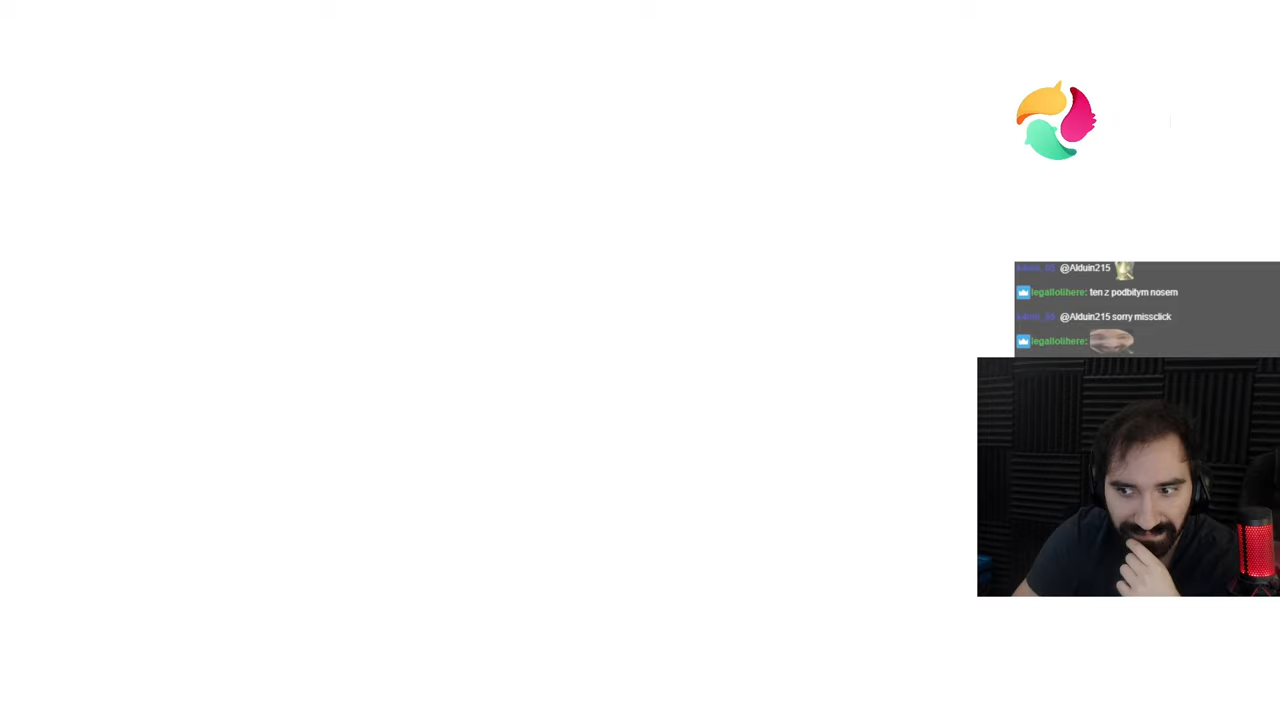 @Alduin215
legallolihere: ten z podbitym nosem
@Alduin215 sorry missclick
legallolihere: